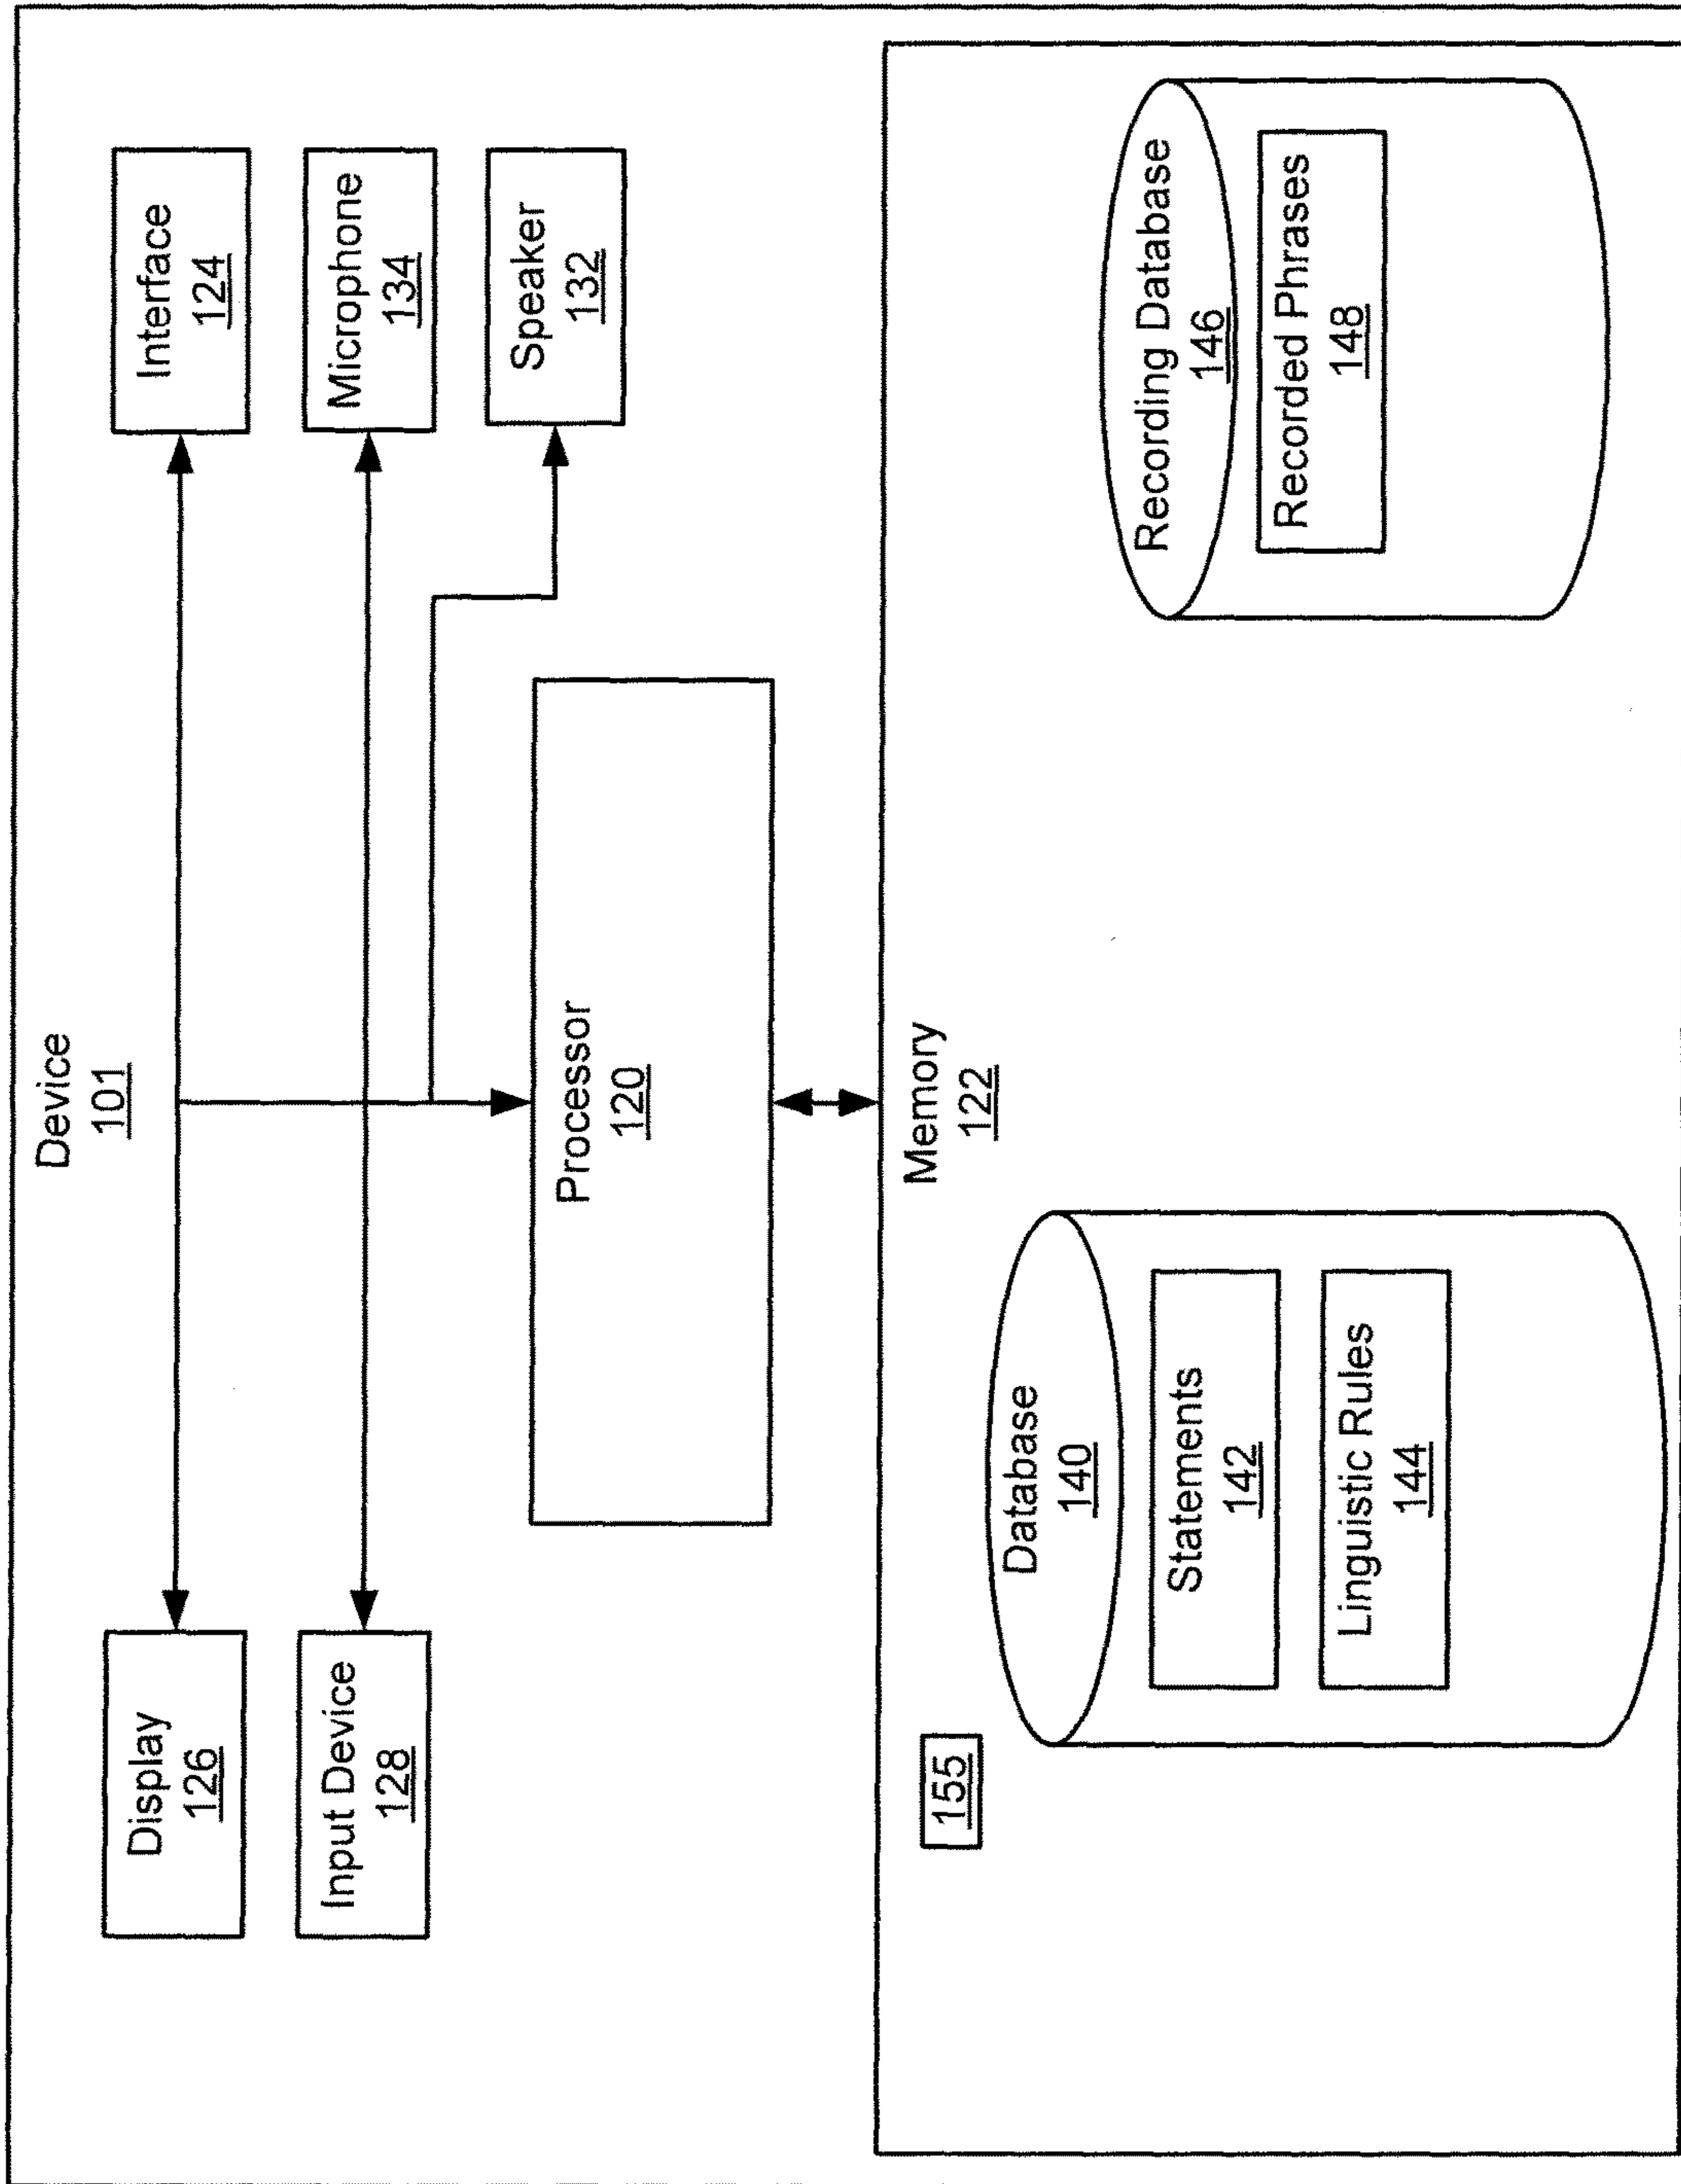 Device
101
Display
126
Interface
124
Input Device
128
Microphone
134
Speaker
132
Processor
120
Memory
122
155
Database
140
Statements
142
Linguistic Rules
144
Recording Database
146
Recorded Phrases
148